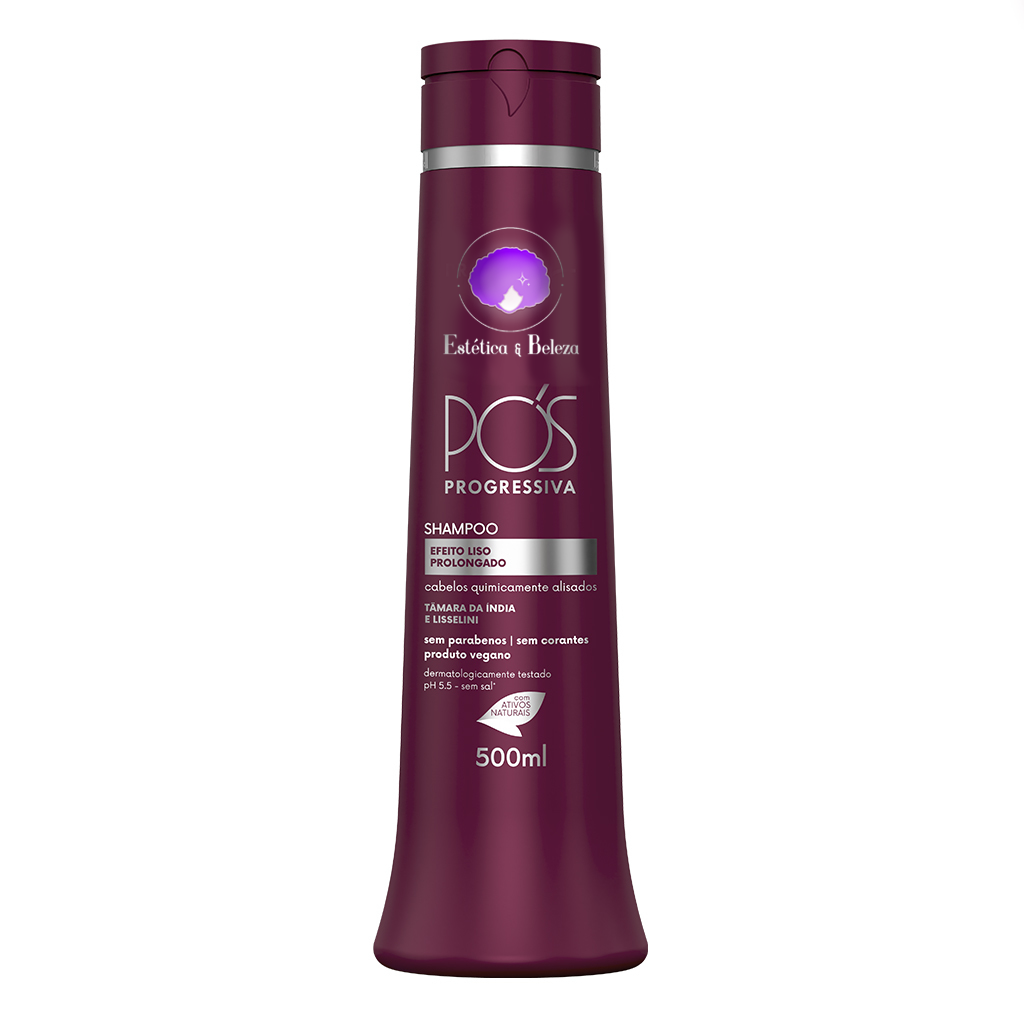 Estética & Beleza
PÓS
PROGRESSIVA
SHAMPOO
EFEITO LISO
PROLONGADO
cabelos quimicamente alisados
TÂMARA DA ÍNDIA
E LISSELINI
sem parabenos | sem corantes
produto vegano
dermatologicamente testado
pH 5.5 - sem sal*
com
ATIVOS
NATURAIS
500ml